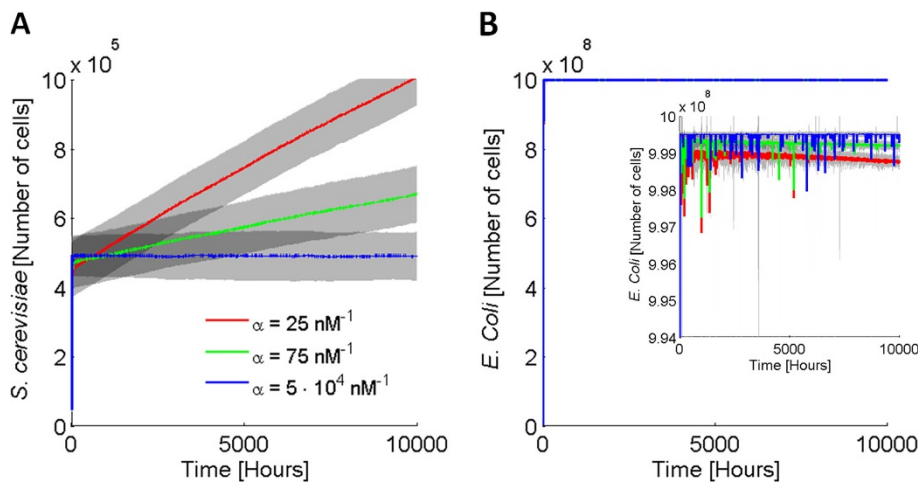 A
x 10^5
10
8
6
4
2
0
S. cerevisiae [Number of cells]
α = 25 nM^-1
α = 75 nM^-1
α = 5 · 10^4 nM^-1
0
5000
10000
Time [Hours]
B
x 10^8
10
8
6
4
2
0
E. Coli [Number of cells]
0
5000
10000
Time [Hours]
x 10^8
10
9.99
9.98
9.97
9.96
9.95
9.94
E. Coli [Number of cells]
0
5000
10000
Time [Hours]